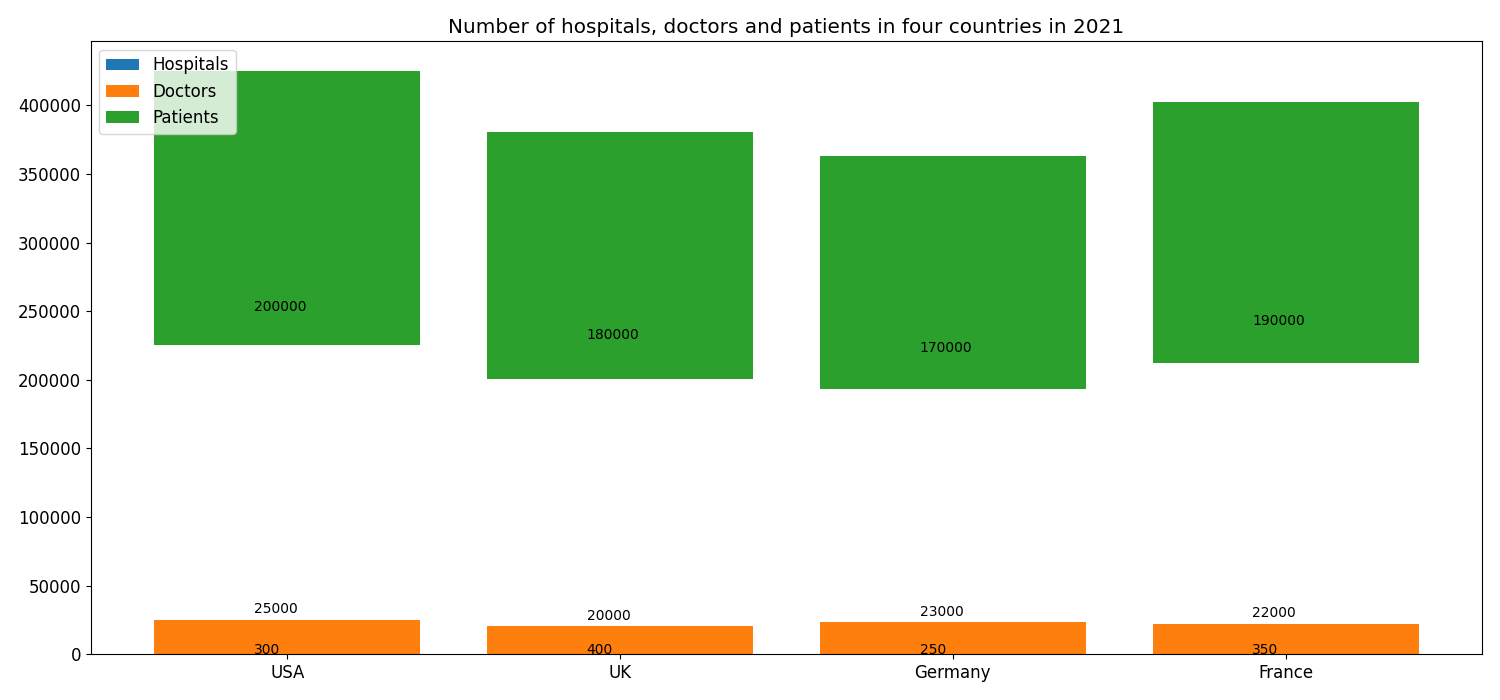 Number of hospitals, doctors and patients in four countries in 2021
Hospitals
Doctors
Patients
400000
350000
300000
250000
200000
150000
100000
50000
0
200000
180000
170000
190000
25000
20000
23000
22000
300
400
250
350
USA
UK
Germany
France